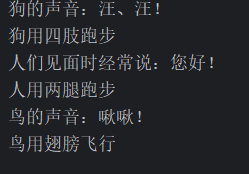 狗的声音：汪、汪！
狗用四肢跑步
人们见面时经常说：您好！
人用两腿跑步
鸟的声音：啾啾！
鸟用翅膀飞行